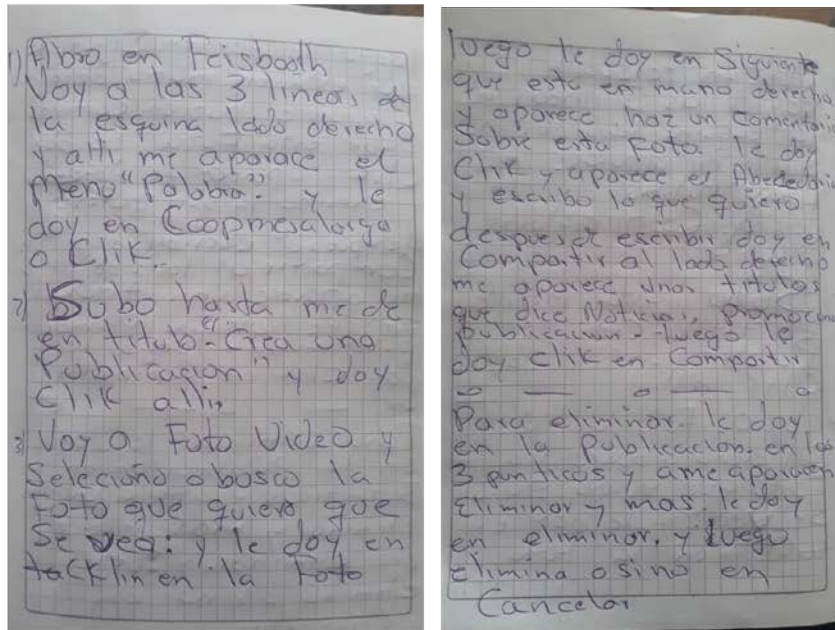 1) Abro en Feisbooth
Voy a las 3 lineas, de
la esquina lado derecho
y alli me aparace el
Meno "Palabra". y le
doy en Coopmesalarga
o Clik..
2) Subo hasta me de
en titulo-"Crea una
Publicacion" y doy
Clik alli,
3) Voy a Foto Video y
Seleciono o busco la
Foto que quiero que
Se vea: y le doy en
la Foto
luego le doy en Siguiente
que esta en mano derecha
y aparece haz un comentario
Sobre esta Foto. le doy
Clik y aparece el Abecedario
y escribo lo que quiero
despues de escribir doy en
Compartir al lado derecho
me aparece unos titulos
que dice Noticias, promocion
publicacion - luego le
doy clik en Compartir
Para eliminar. le doy
en la publicacion. en los
3 punticos y ame aparacen
Eliminar y mas. le doy
en eliminar. y luego
Elimina o sino en
Cancelar